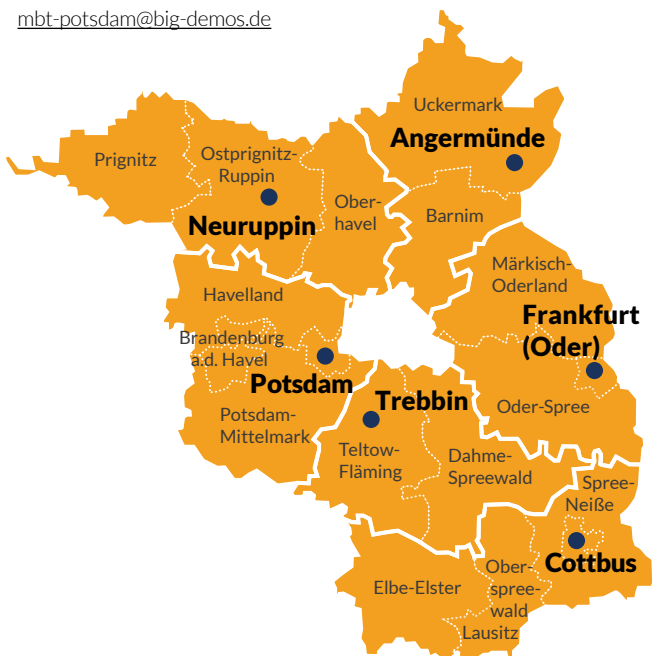 mbt-potsdam@big-demos.de
Uckermark
Angermünde
Prignitz
Ostprignitz-
Ruppin
Ober-
havel
Neuruppin
Barnim
Märkisch-
Oderland
Havelland
Frankfurt
(Oder)
Brandenburg
a.d. Havel
Potsdam
Trebbin
Oder-Spree
Potsdam-
Mittelmark
Teltow-
Fläming
Dahme-
Spreewald
Spree-
Neiße
Cottbus
Elbe-Elster
Ober-
spree-
wald
Lausitz